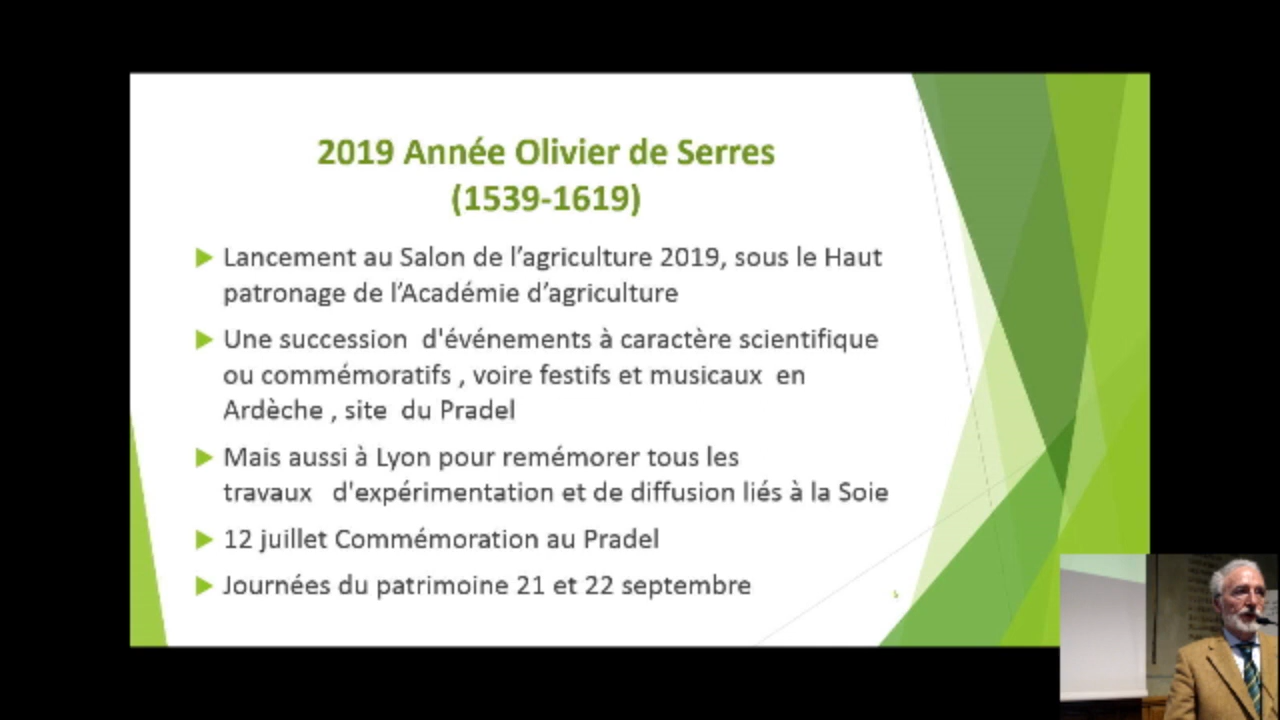 2019 Année Olivier de Serres
(1539-1619)
Lancement au Salon de l’agriculture 2019, sous le Haut
patronage de l’Académie d’agriculture
Une succession d'événements à caractère scientifique
ou commémoratifs , voire festifs et musicaux en
Ardèche , site du Pradel
Mais aussi à Lyon pour remémorer tous les
travaux d'expérimentation et de diffusion liés à la Soie
12 juillet Commémoration au Pradel
Journées du patrimoine 21 et 22 septembre